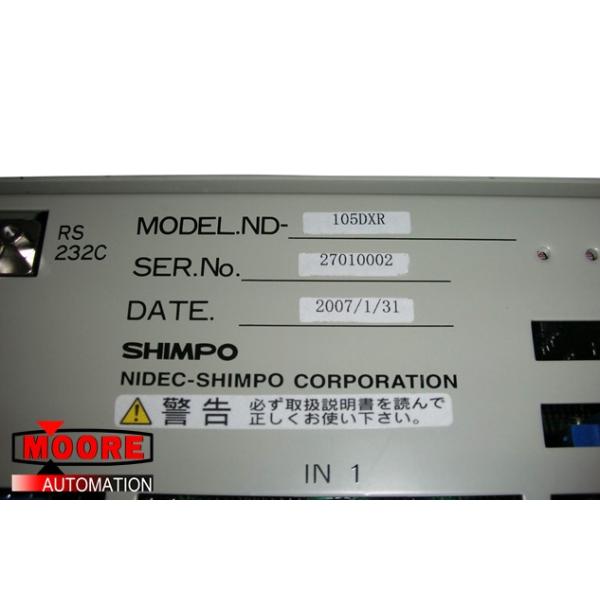 RS
232C
MODEL.ND- 105DXR
SER.No. 27010002
DATE. 2007/1/31
SHIMPO
NIDEC-SHIMPO CORPORATION
警告 必ず取扱説明書を読んで
正しくお使い下さい。
IN 1
MOORE
AUTOMATION